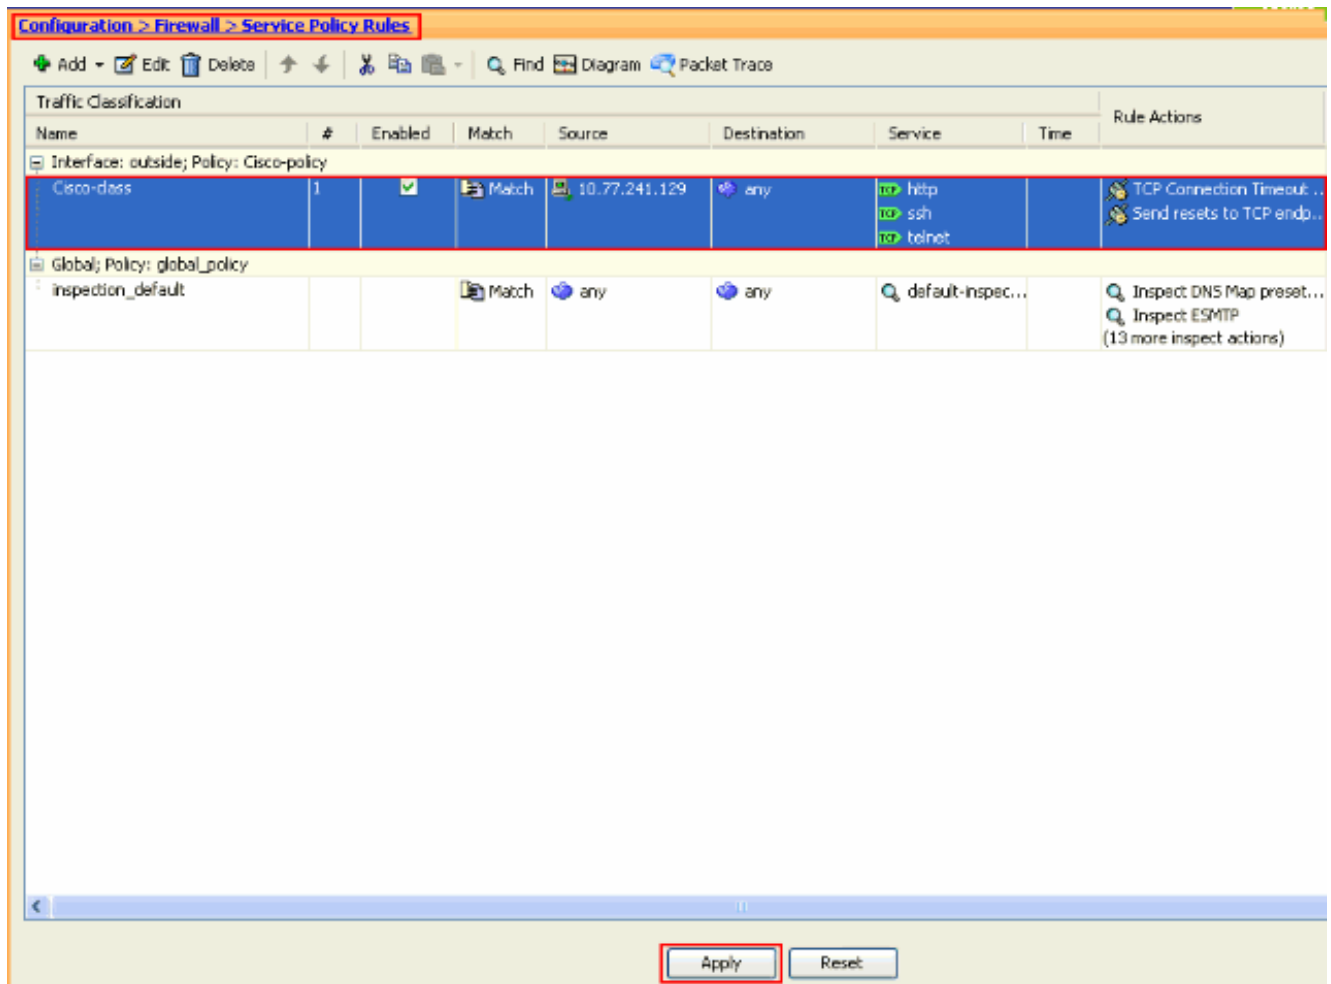 Configuration > Firewall > Service Policy Rules
Add Edit Delete Find Diagram Packet Trace
Traffic Classification
Rule Actions
Name # Enabled Match Source Destination Service Time
Interface: outside; Policy: Cisco-policy
Cisco-class 1 Match 10.77.241.129 any TCP http TCP Connection Timeout ..
TCP ssh Send resets to TCP endp..
TCP telnet
Global; Policy: global_policy
inspection_default Match any any default-inspec... Inspect DNS Map preset...
Inspect ESMTP
(13 more inspect actions)
Apply Reset